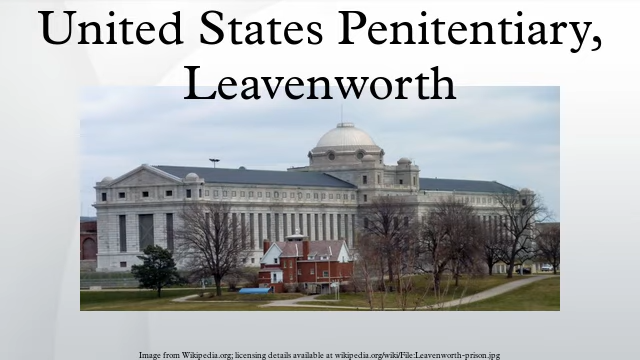 United States Penitentiary,
Leavenworth
Image from Wikipedia.org; licensing details available at wikipedia.org/wiki/File:Leavenworth-prison.jpg